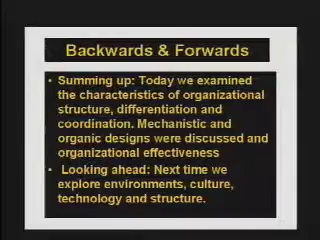 Backwards & Forwards
• Summing up: Today we examined
the characteristics of organizational
structure, differentiation and
coordination. Mechanistic and
organic designs were discussed and
organizational effectiveness
• Looking ahead: Next time we
explore environments, culture,
technology and structure.